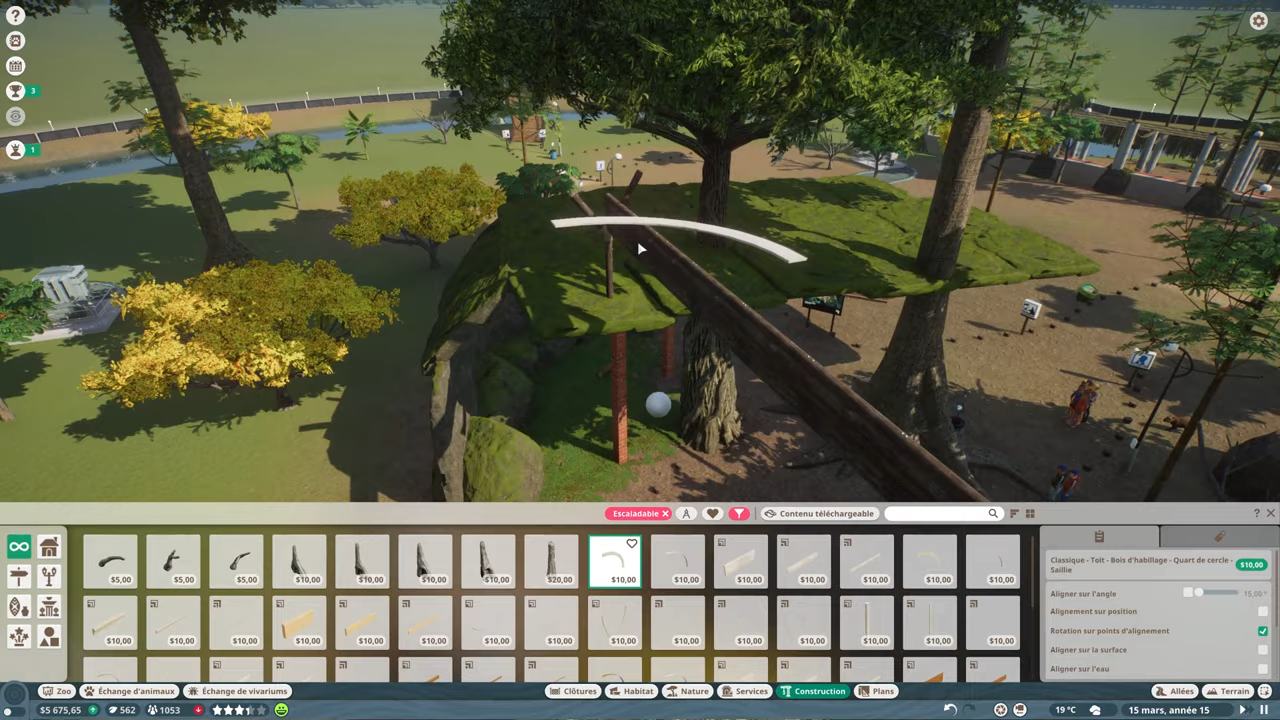 ?
3
1
Escaladable ×
Contenu téléchargeable
? ×
$5,00 $5,00 $5,00 $10,00 $10,00 $10,00 $10,00 $20,00 $10,00 $10,00 $10,00 $10,00 $10,00 $10,00 $10,00
$10,00 $10,00 $10,00 $10,00 $10,00 $10,00 $10,00 $10,00 $10,00 $10,00 $10,00 $10,00 $10,00 $10,00 $10,00
Classique - Toit - Bois d'habillage - Quart de cercle - Saillie
$10,00
Aligner sur l'angle 15,00 °
Alignement sur position
Rotation sur points d'alignement
Aligner sur la surface
Aligner sur l'eau
Zoo Échange d'animaux Échange de vivariums Clôtures Habitat Nature Services Construction Plans Allées Terrain
$5 675,65 562 1053 19 °C 15 mars, année 15